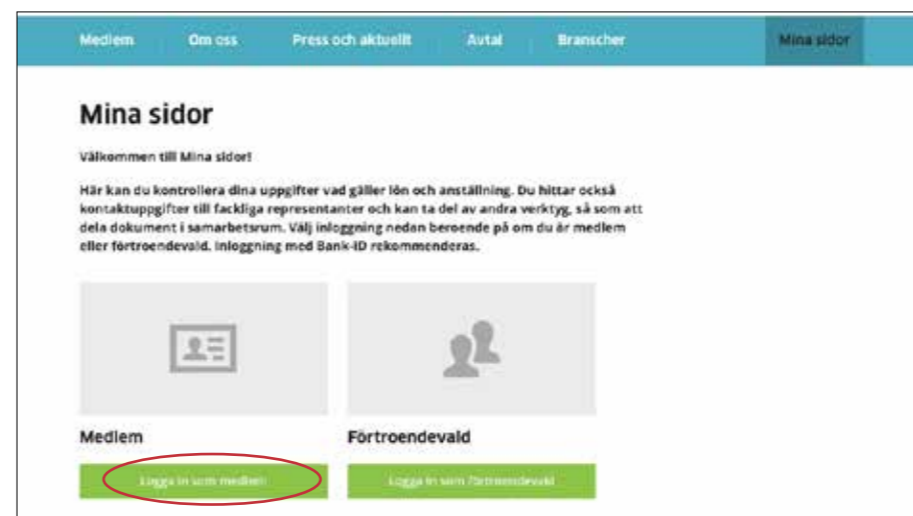 Medlem Om oss Press och aktuellt Avtal Branscher Mina sidor
Mina sidor
Välkommen till Mina sidor!
Här kan du kontrollera dina uppgifter vad gäller lön och anställning. Du hittar också
kontaktuppgifter till fackliga representanter och kan ta del av andra verktyg, så som att
dela dokument i samarbetsrum. Välj inloggning nedan beroende på om du är medlem
eller förtroendevald. Inloggning med Bank-ID rekommenderas.
Medlem Förtroendevald
Logga in som medlem Logga in som förtroendevald